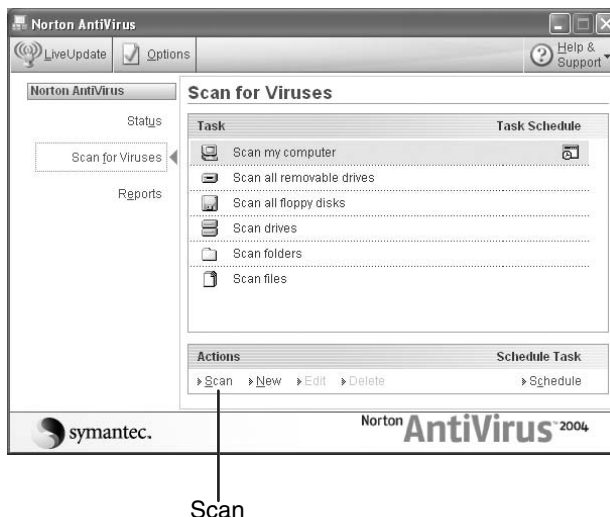 Norton AntiVirus
LiveUpdate Options Help & Support
Norton AntiVirus
Status
Scan for Viruses
Reports
Scan for Viruses
Task Task Schedule
Scan my computer
Scan all removable drives
Scan all floppy disks
Scan drives
Scan folders
Scan files
Actions Schedule Task
Scan New Edit Delete Schedule
symantec.
Norton AntiVirus™ 2004
Scan